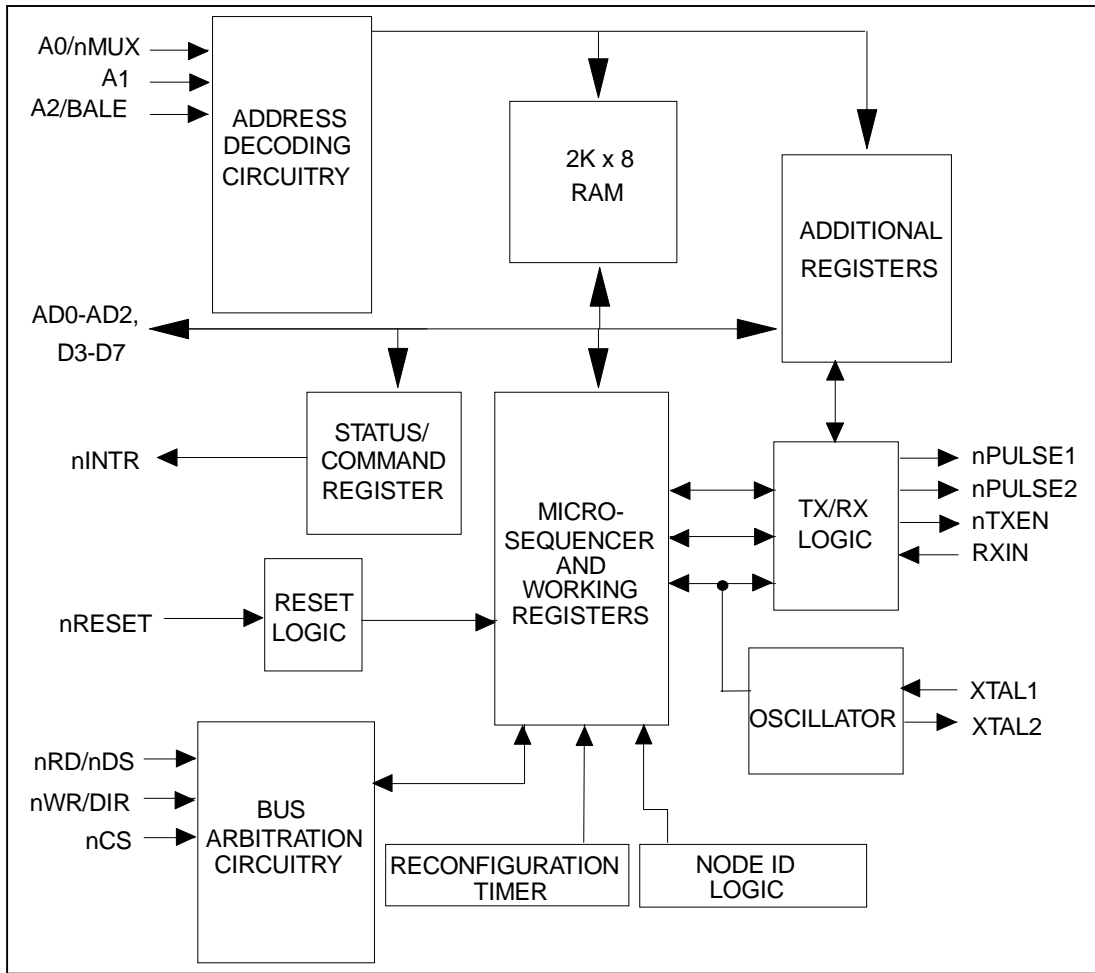 A0/nMUX
A1
A2/BALE
ADDRESS
DECODING
CIRCUITRY
2K x 8
RAM
ADDITIONAL
REGISTERS
AD0-AD2,
D3-D7
nINTR
STATUS/
COMMAND
REGISTER
MICRO-
SEQUENCER
AND
WORKING
REGISTERS
TX/RX
LOGIC
nPULSE1
nPULSE2
nTXEN
RXIN
nRESET
RESET
LOGIC
OSCILLATOR
XTAL1
XTAL2
nRD/nDS
nWR/DIR
nCS
BUS
ARBITRATION
CIRCUITRY
RECONFIGURATION
TIMER
NODE ID
LOGIC